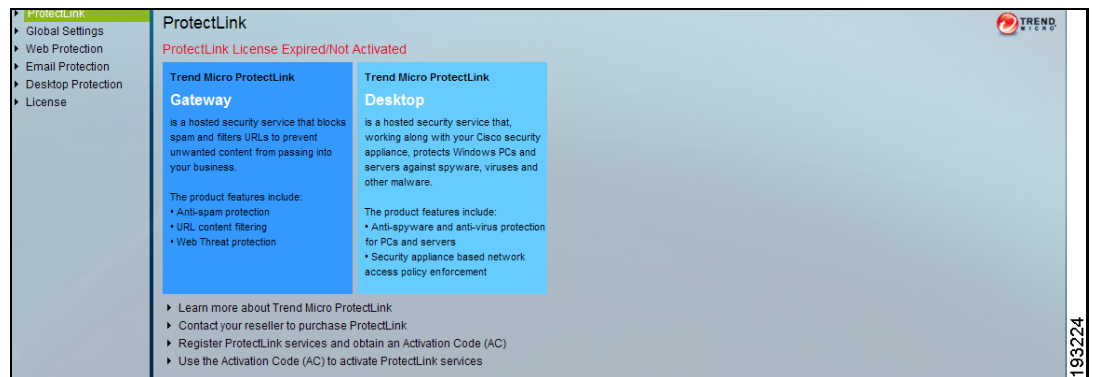 ProtectLink
Global Settings
Web Protection
Email Protection
Desktop Protection
License
ProtectLink
TREND
MICRO
ProtectLink License Expired/Not Activated
Trend Micro ProtectLink
Gateway
is a hosted security service that blocks
spam and filters URLs to prevent
unwanted content from passing into
your business.
The product features include:
• Anti-spam protection
• URL content filtering
• Web Threat protection
Trend Micro ProtectLink
Desktop
is a hosted security service that,
working along with your Cisco security
appliance, protects Windows PCs and
servers against spyware, viruses and
other malware.
The product features include:
• Anti-spyware and anti-virus protection
for PCs and servers
• Security appliance based network
access policy enforcement
Learn more about Trend Micro ProtectLink
Contact your reseller to purchase ProtectLink
Register ProtectLink services and obtain an Activation Code (AC)
Use the Activation Code (AC) to activate ProtectLink services
193224